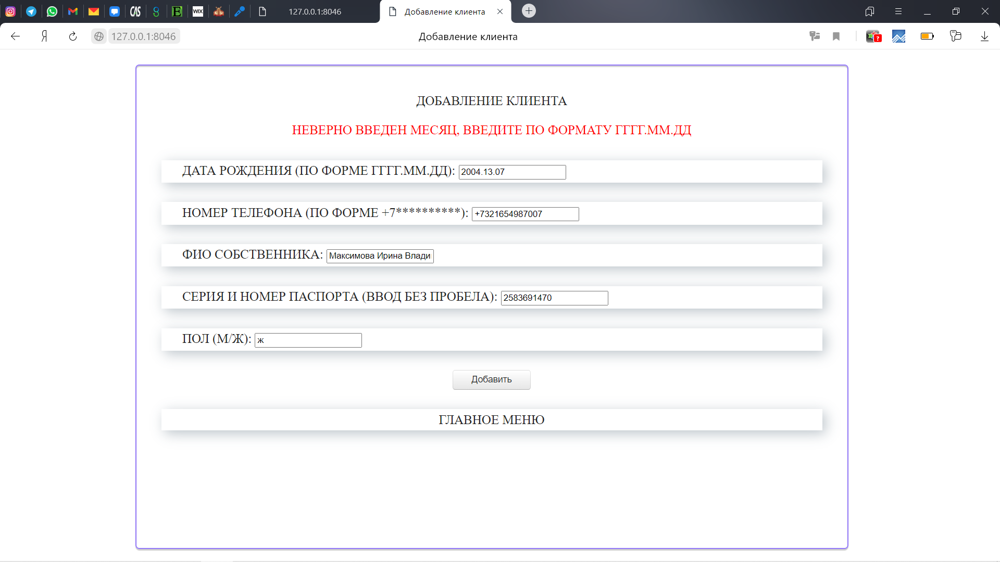 CAS
8
E
WIX
127.0.0.1:8046
Добавление клиента
Я
127.0.0.1:8046
Добавление клиента
?
ДОБАВЛЕНИЕ КЛИЕНТА
НЕВЕРНО ВВЕДЕН МЕСЯЦ, ВВЕДИТЕ ПО ФОРМАТУ ГГГГ.ММ.ДД
ДАТА РОЖДЕНИЯ (ПО ФОРМЕ ГГГГ.ММ.ДД): 2004.13.07
НОМЕР ТЕЛЕФОНА (ПО ФОРМЕ +7**********): +7321654987007
ФИО СОБСТВЕННИКА: Максимова Ирина Влади
СЕРИЯ И НОМЕР ПАСПОРТА (ВВОД БЕЗ ПРОБЕЛА): 2583691470
ПОЛ (М/Ж): ж
Добавить
ГЛАВНОЕ МЕНЮ